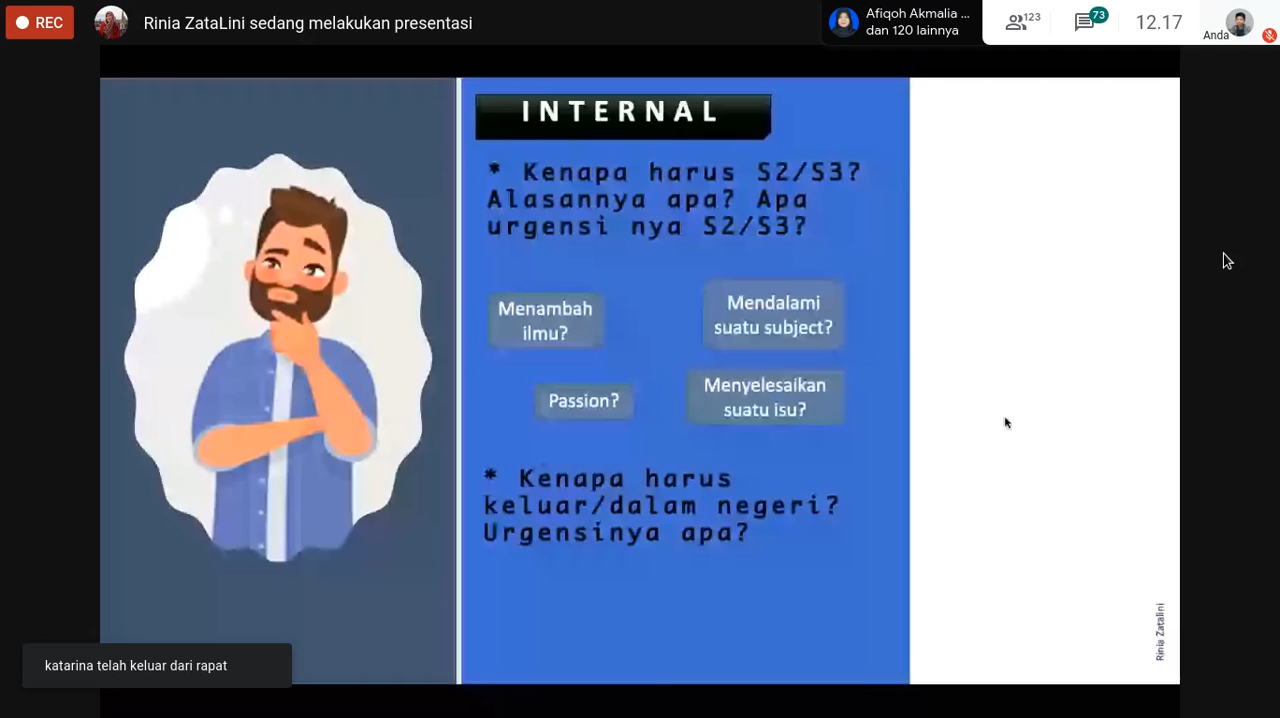 REC
Rinia ZataLini sedang melakukan presentasi
Afiqoh Akmalia ...
dan 120 lainnya
123
73
12.17
Anda
INTERNAL
* Kenapa harus S2/S3?
Alasannya apa? Apa
urgensi nya S2/S3?
Menambah
ilmu?
Mendalami
suatu subject?
Passion?
Menyelesaikan
suatu isu?
* Kenapa harus
keluar/dalam negeri?
Urgensinya apa?
Rinia Zatalini
katarina telah keluar dari rapat